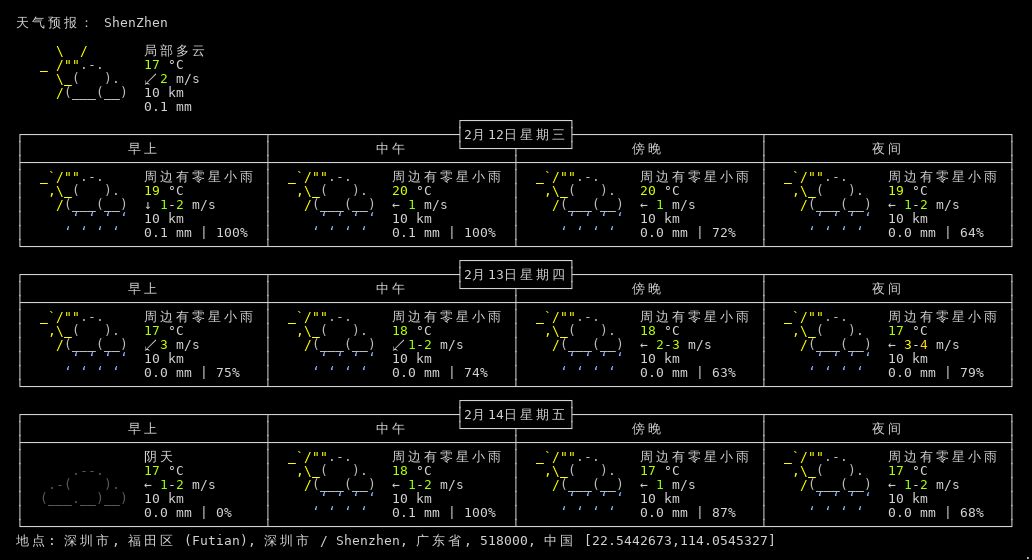 天气预报: ShenZhen
局部多云
17 °C
↙2 m/s
10 km
0.1 mm
2月12日星期三
早上 中午 傍晚 夜间
周边有零星小雨 周边有零星小雨 周边有零星小雨 周边有零星小雨
19 °C 20 °C 20 °C 19 °C
↓ 1-2 m/s ← 1 m/s ← 1 m/s ← 1-2 m/s
10 km 10 km 10 km 10 km
0.1 mm | 100% 0.1 mm | 100% 0.0 mm | 72% 0.0 mm | 64%
2月13日星期四
早上 中午 傍晚 夜间
周边有零星小雨 周边有零星小雨 周边有零星小雨 周边有零星小雨
17 °C 18 °C 18 °C 17 °C
↙3 m/s ↙1-2 m/s ← 2-3 m/s ← 3-4 m/s
10 km 10 km 10 km 10 km
0.0 mm | 75% 0.0 mm | 74% 0.0 mm | 63% 0.0 mm | 79%
2月14日星期五
早上 中午 傍晚 夜间
阴天 周边有零星小雨 周边有零星小雨 周边有零星小雨
17 °C 18 °C 17 °C 17 °C
← 1-2 m/s ← 1-2 m/s ← 1 m/s ← 1-2 m/s
10 km 10 km 10 km 10 km
0.0 mm | 0% 0.1 mm | 100% 0.0 mm | 87% 0.0 mm | 68%
地点: 深圳市, 福田区 (Futian), 深圳市 / Shenzhen, 广东省, 518000, 中国 [22.5442673,114.0545327]